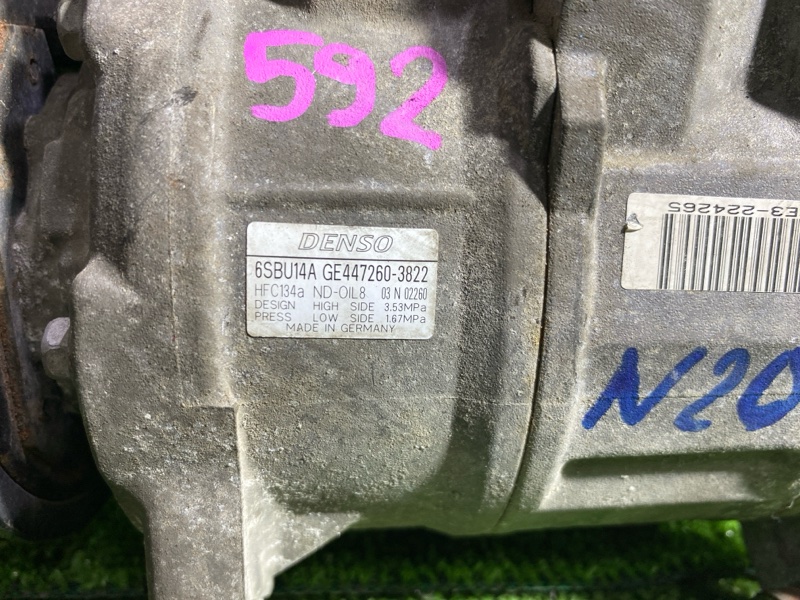 592
DENSO
6SBU14A GE447260-3822
HFC134a ND-OIL8 03 N 02260
DESIGN HIGH SIDE 3.53MPa
PRESS LOW SIDE 1.67MPa
MADE IN GERMANY
E3-224265
N20